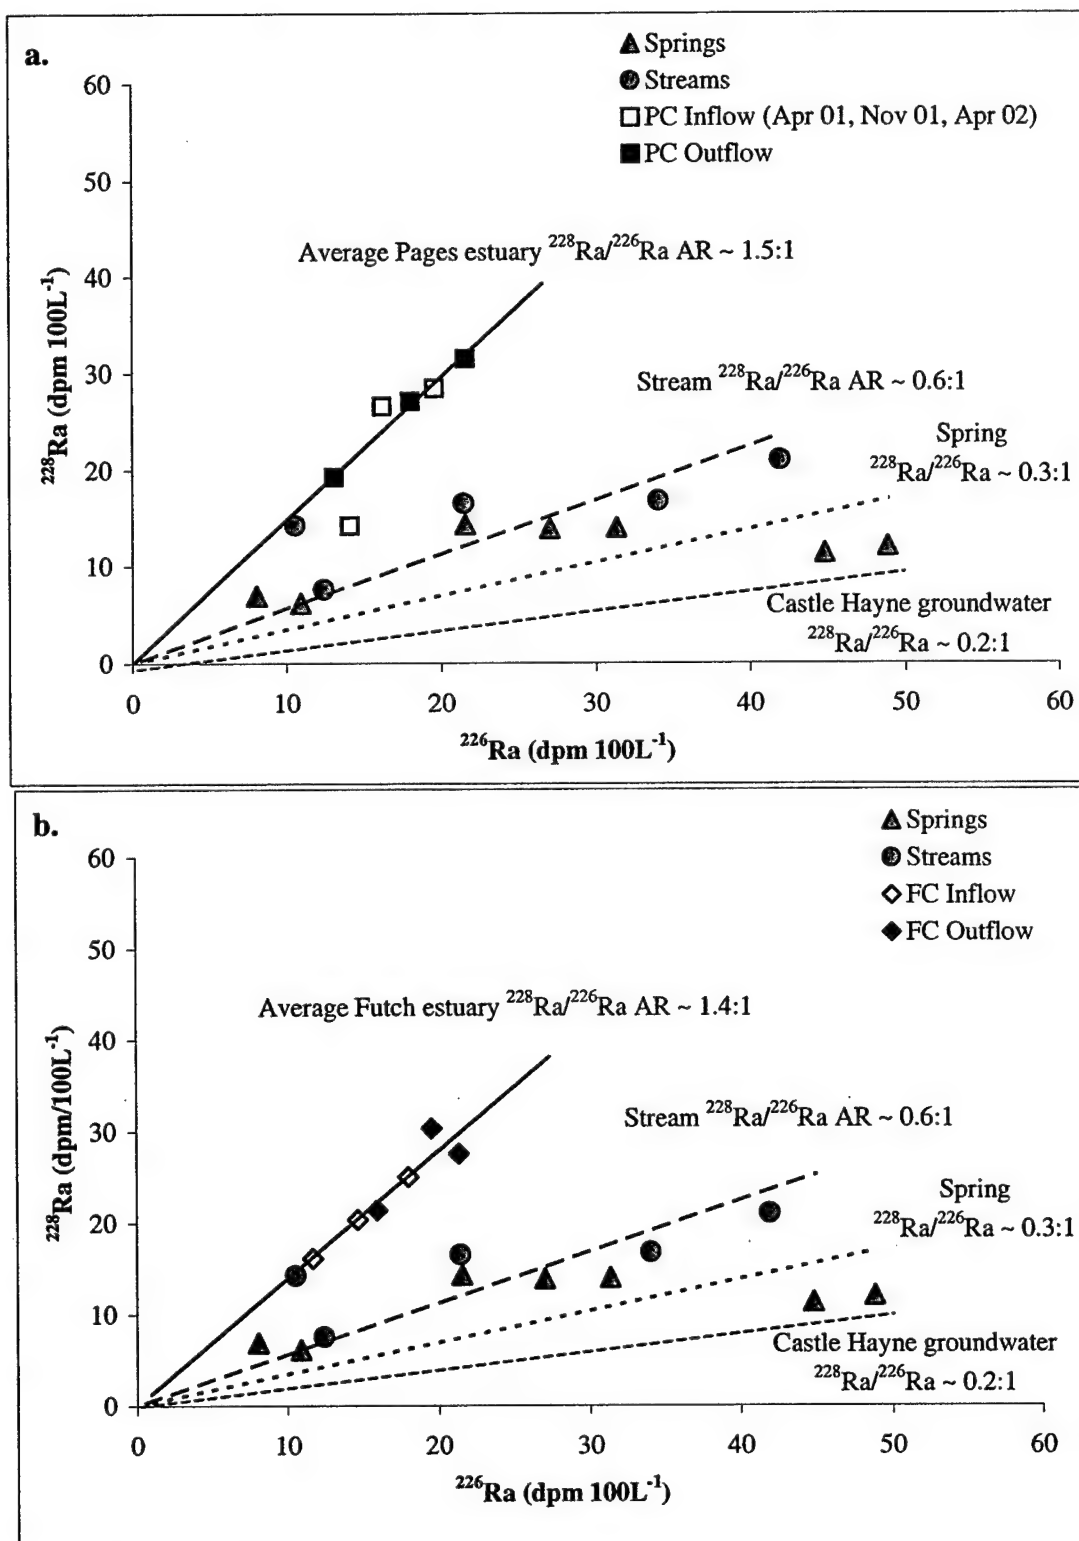 a.
Springs
Streams
PC Inflow (Apr 01, Nov 01, Apr 02)
PC Outflow
60
50
40
30
20
10
0
²²⁸Ra (dpm 100L⁻¹)
Average Pages estuary ²²⁸Ra/²²⁶Ra AR ~ 1.5:1
Stream ²²⁸Ra/²²⁶Ra AR ~ 0.6:1
Spring
²²⁸Ra/²²⁶Ra ~ 0.3:1
Castle Hayne groundwater
²²⁸Ra/²²⁶Ra ~ 0.2:1
0 10 20 30 40 50 60
²²⁶Ra (dpm 100L⁻¹)
b.
Springs
Streams
FC Inflow
FC Outflow
60
50
40
30
20
10
0
²²⁸Ra (dpm/100L⁻¹)
Average Futch estuary ²²⁸Ra/²²⁶Ra AR ~ 1.4:1
Stream ²²⁸Ra/²²⁶Ra AR ~ 0.6:1
Spring
²²⁸Ra/²²⁶Ra ~ 0.3:1
Castle Hayne groundwater
²²⁸Ra/²²⁶Ra ~ 0.2:1
0 10 20 30 40 50 60
²²⁶Ra (dpm 100L⁻¹)